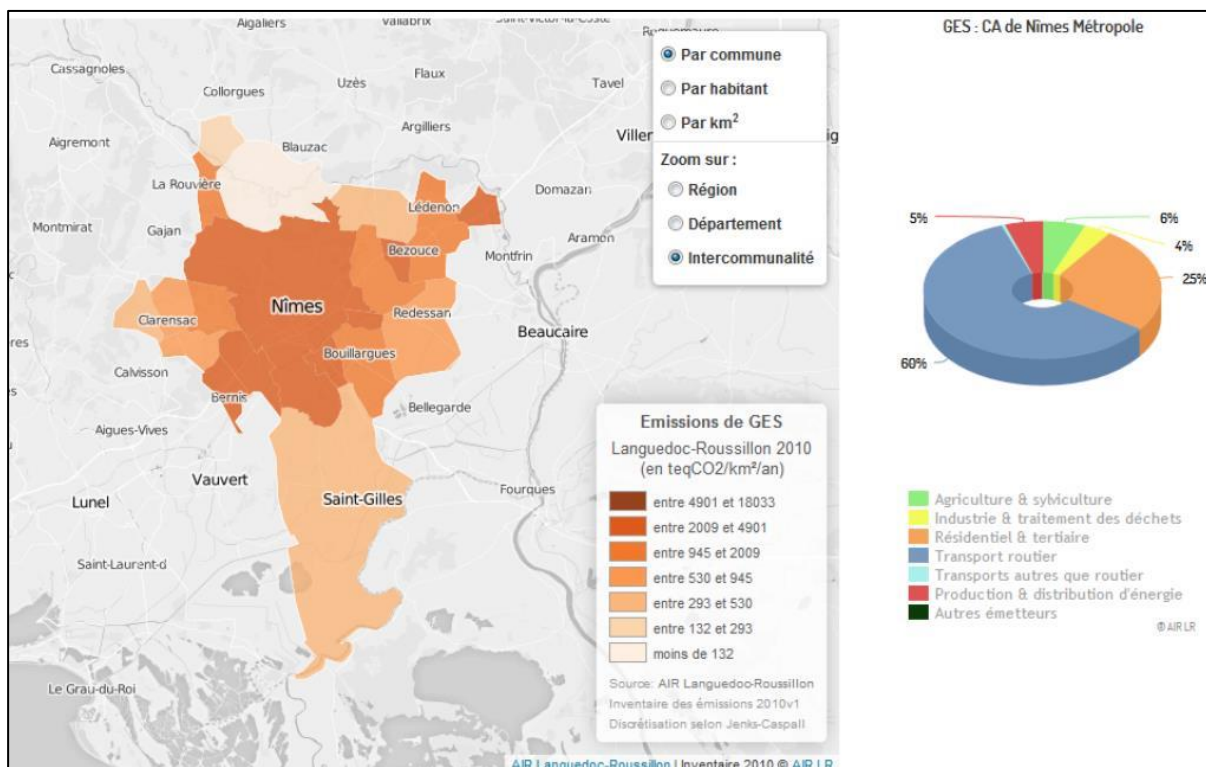 Aigaliers
Vallabrix
Cassagnoles
Uzès
Flaux
Tavel
Collorgues
Argilliers
Aigremont
Blauzac
La Rouvière
Domazan
Montmirat
Gajan
Lédenon
Aramon
Bezouce
Montfrin
Nîmes
Clarensac
Redessan
Beaucaire
Bouillargues
Calvisson
Bernis
Bellegarde
Aigues-Vives
Vauvert
Lunel
Saint-Gilles
Fourques
Saint-Laurent-d
Le Grau-du-Roi
Par commune
Par habitant
Par km²
Zoom sur :
Région
Département
Intercommunalité
Emissions de GES
Languedoc-Roussillon 2010
(en teqCO2/km²/an)
entre 4901 et 18033
entre 2009 et 4901
entre 945 et 2009
entre 530 et 945
entre 293 et 530
entre 132 et 293
moins de 132
Source: AIR Languedoc-Roussillon
Inventaire des émissions 2010v1
Discrétisation selon Jenks-Caspall
AIR Languedoc-Roussillon | Inventaire 2010 © AIR LR
GES : CA de Nîmes Métropole
5%
6%
4%
25%
60%
Agriculture & sylviculture
Industrie & traitement des déchets
Résidentiel & tertiaire
Transport routier
Transports autres que routier
Production & distribution d'énergie
Autres émetteurs
© AIR LR